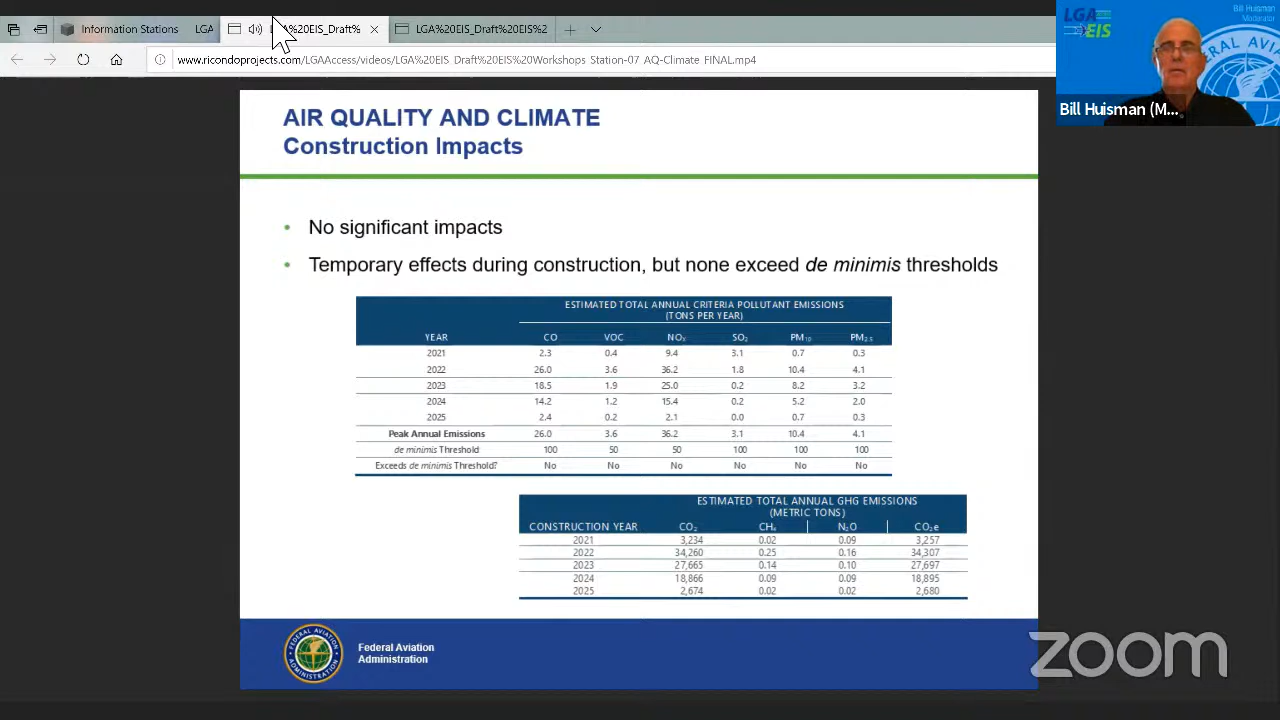 Information Stations
LGA
LGA%20EIS_Draft%20EIS%2
www.ricondoprojects.com/LGAAccess/videos/LGA%20EIS_Draft%20EIS%20Workshops_Station-07_AQ-Climate_FINAL.mp4
LGA
EIS
Bill Huisman
Moderator
Bill Huisman (M...
AIR QUALITY AND CLIMATE
Construction Impacts
• No significant impacts
• Temporary effects during construction, but none exceed de minimis thresholds
ESTIMATED TOTAL ANNUAL CRITERIA POLLUTANT EMISSIONS
(TONS PER YEAR)
YEAR CO VOC NOₓ SO₂ PM₁₀ PM₂.₅
2021 2.3 0.4 9.4 3.1 0.7 0.3
2022 26.0 3.6 36.2 1.8 10.4 4.1
2023 18.5 1.9 25.0 0.2 8.2 3.2
2024 14.2 1.2 15.4 0.2 5.2 2.0
2025 2.4 0.2 2.1 0.0 0.7 0.3
Peak Annual Emissions 26.0 3.6 36.2 3.1 10.4 4.1
de minimis Threshold 100 50 50 100 100 100
Exceeds de minimis Threshold? No No No No No No
ESTIMATED TOTAL ANNUAL GHG EMISSIONS
(METRIC TONS)
CONSTRUCTION YEAR CO₂ CH₄ N₂O CO₂e
2021 3,234 0.02 0.09 3,257
2022 34,260 0.25 0.16 34,307
2023 27,665 0.14 0.10 27,697
2024 18,866 0.09 0.09 18,895
2025 2,674 0.02 0.02 2,680
FEDERAL AVIATION
ADMINISTRATION
Federal Aviation
Administration
zoom